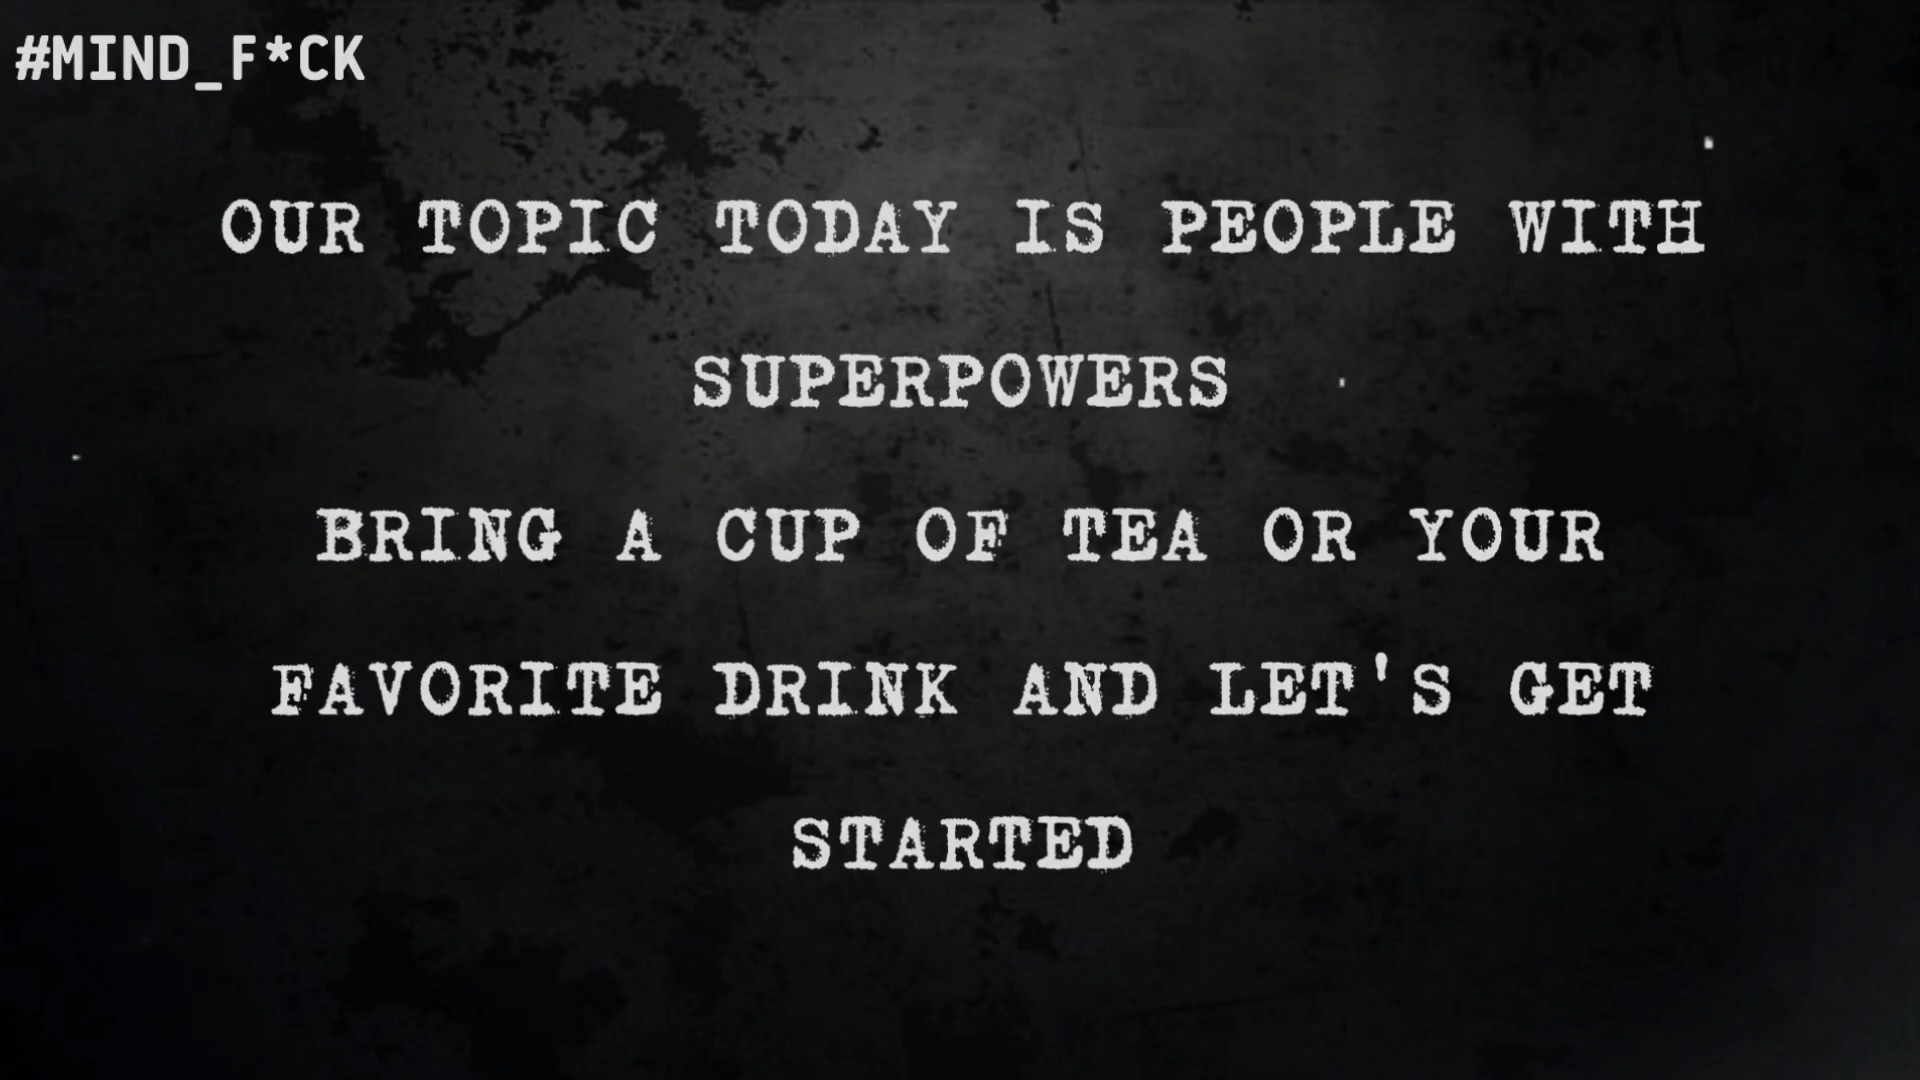 #MIND_F*CK
OUR TOPIC TODAY IS PEOPLE WITH
SUPERPOWERS
BRING A CUP OF TEA OR YOUR
FAVORITE DRINK AND LET'S GET
STARTED